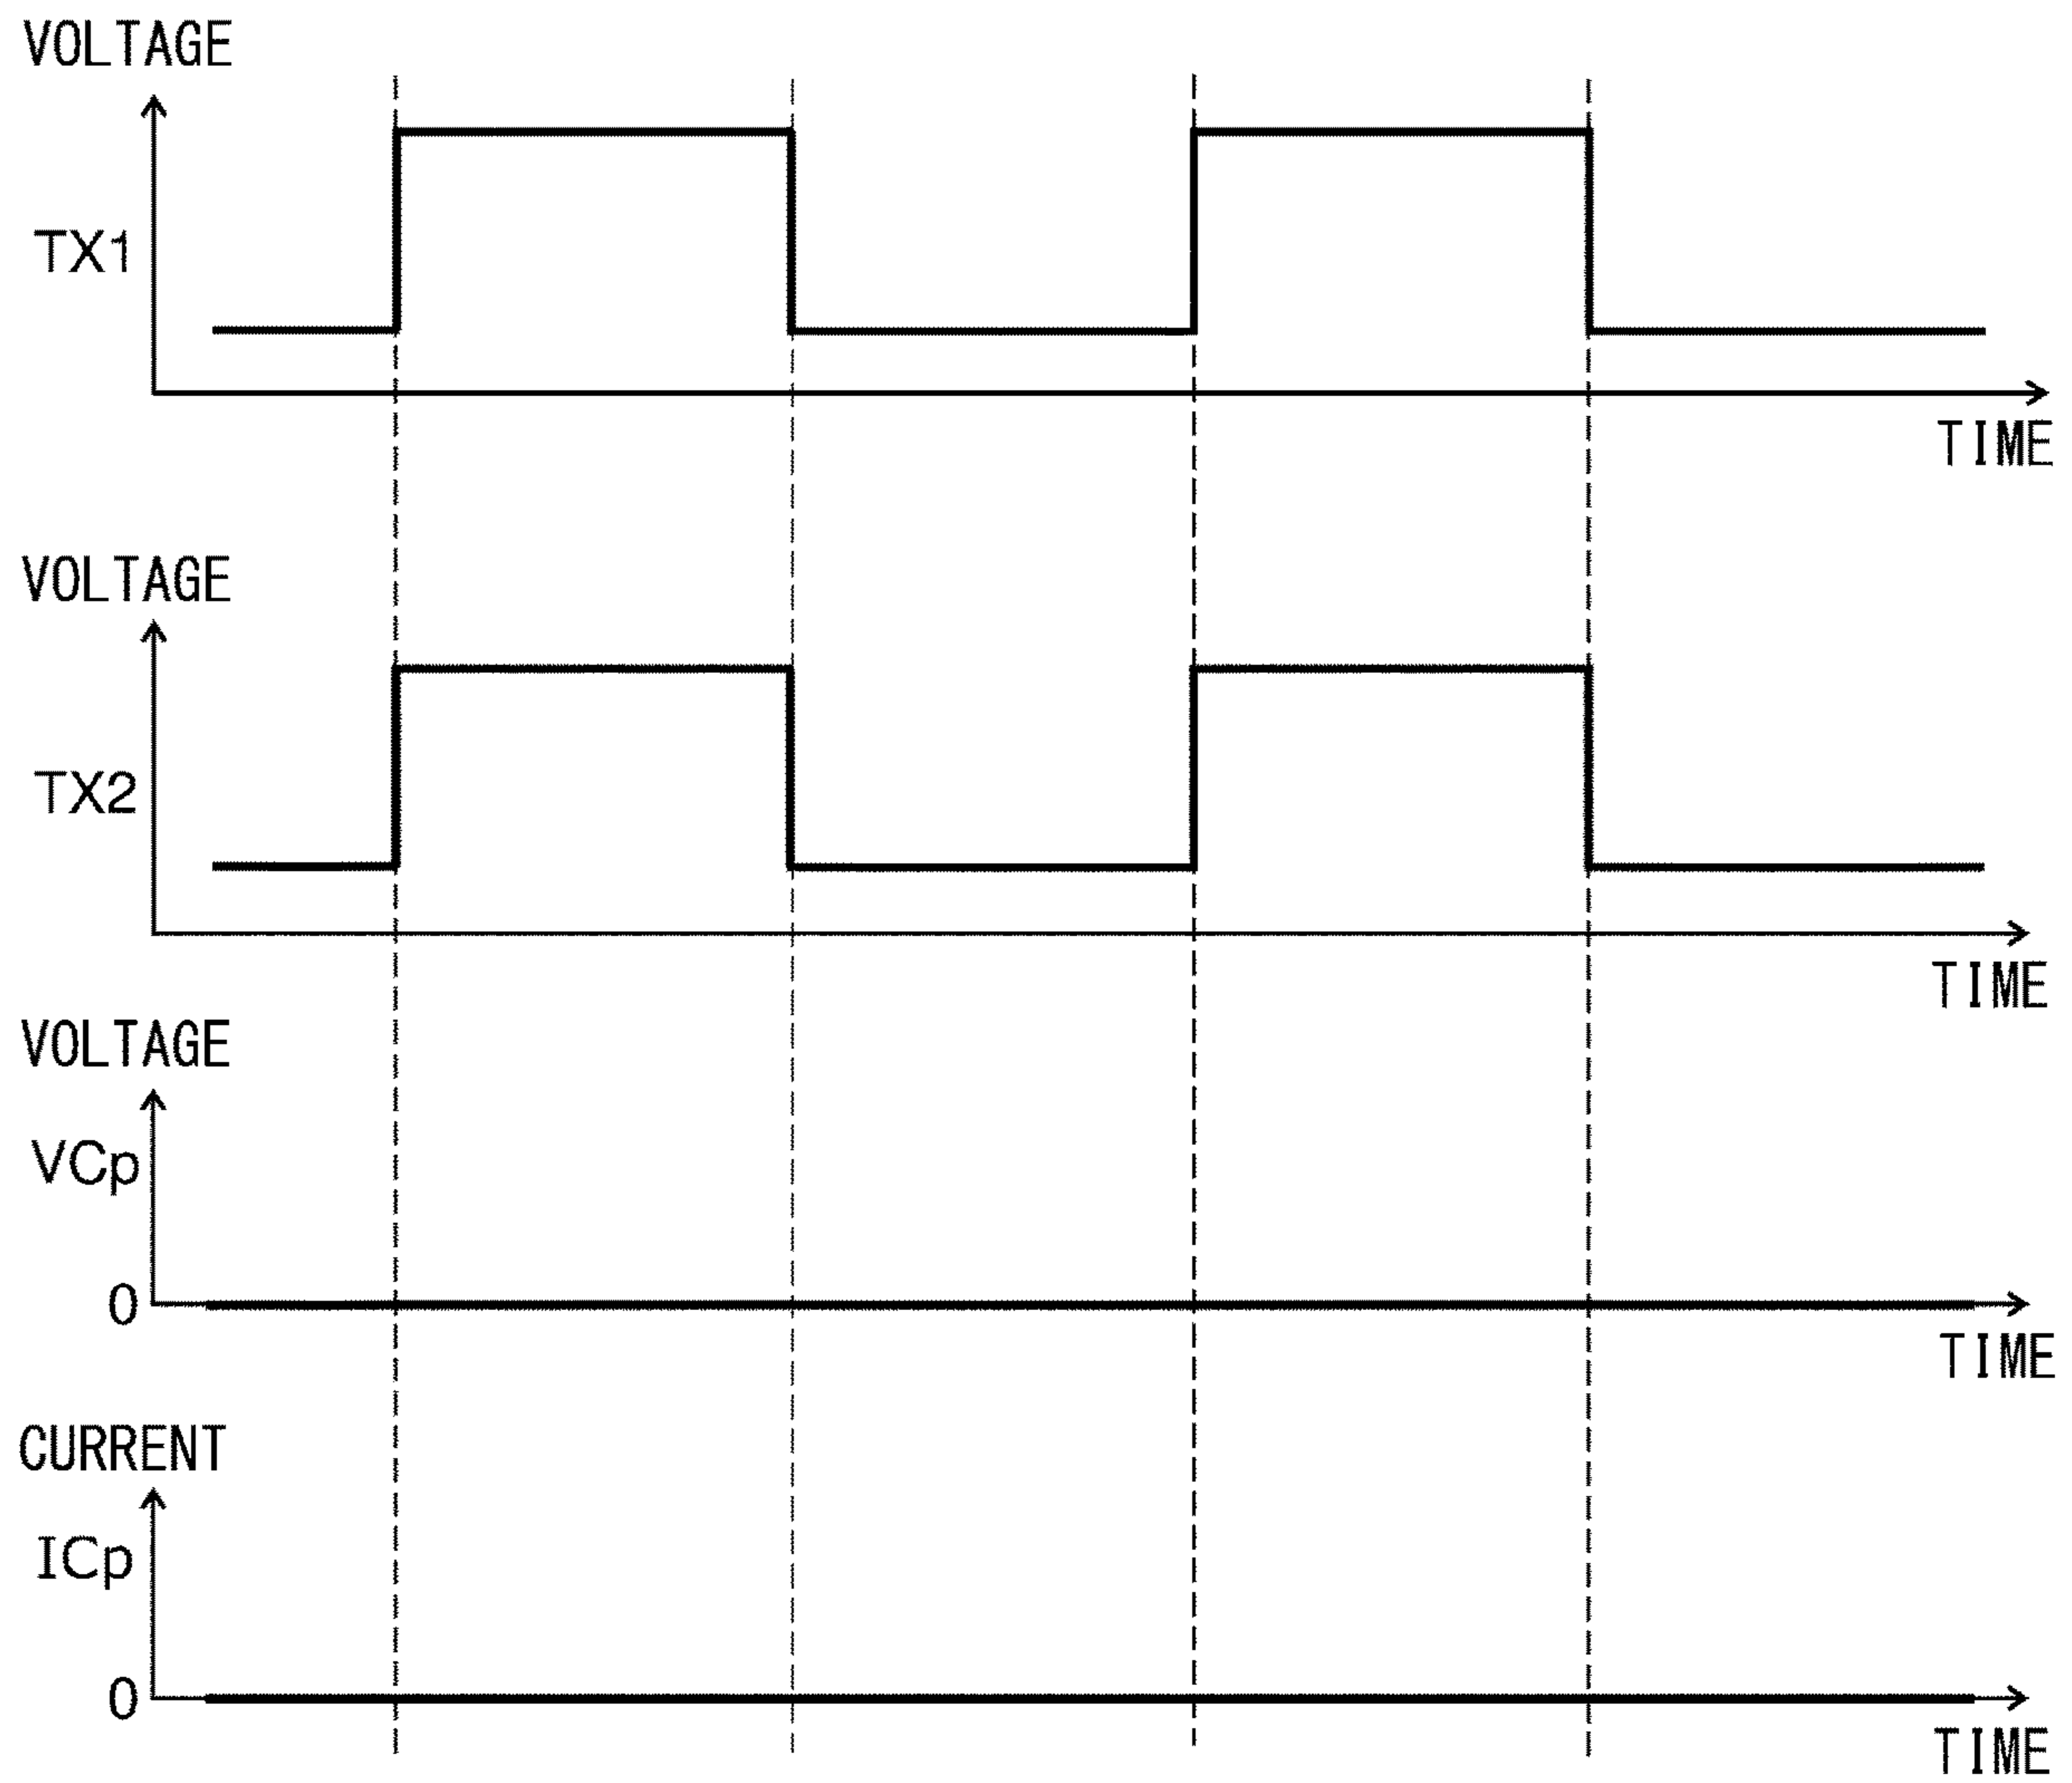 VOLTAGE
TX1
TIME
VOLTAGE
TX2
TIME
VOLTAGE
VCp
0
TIME
CURRENT
ICp
0
TIME